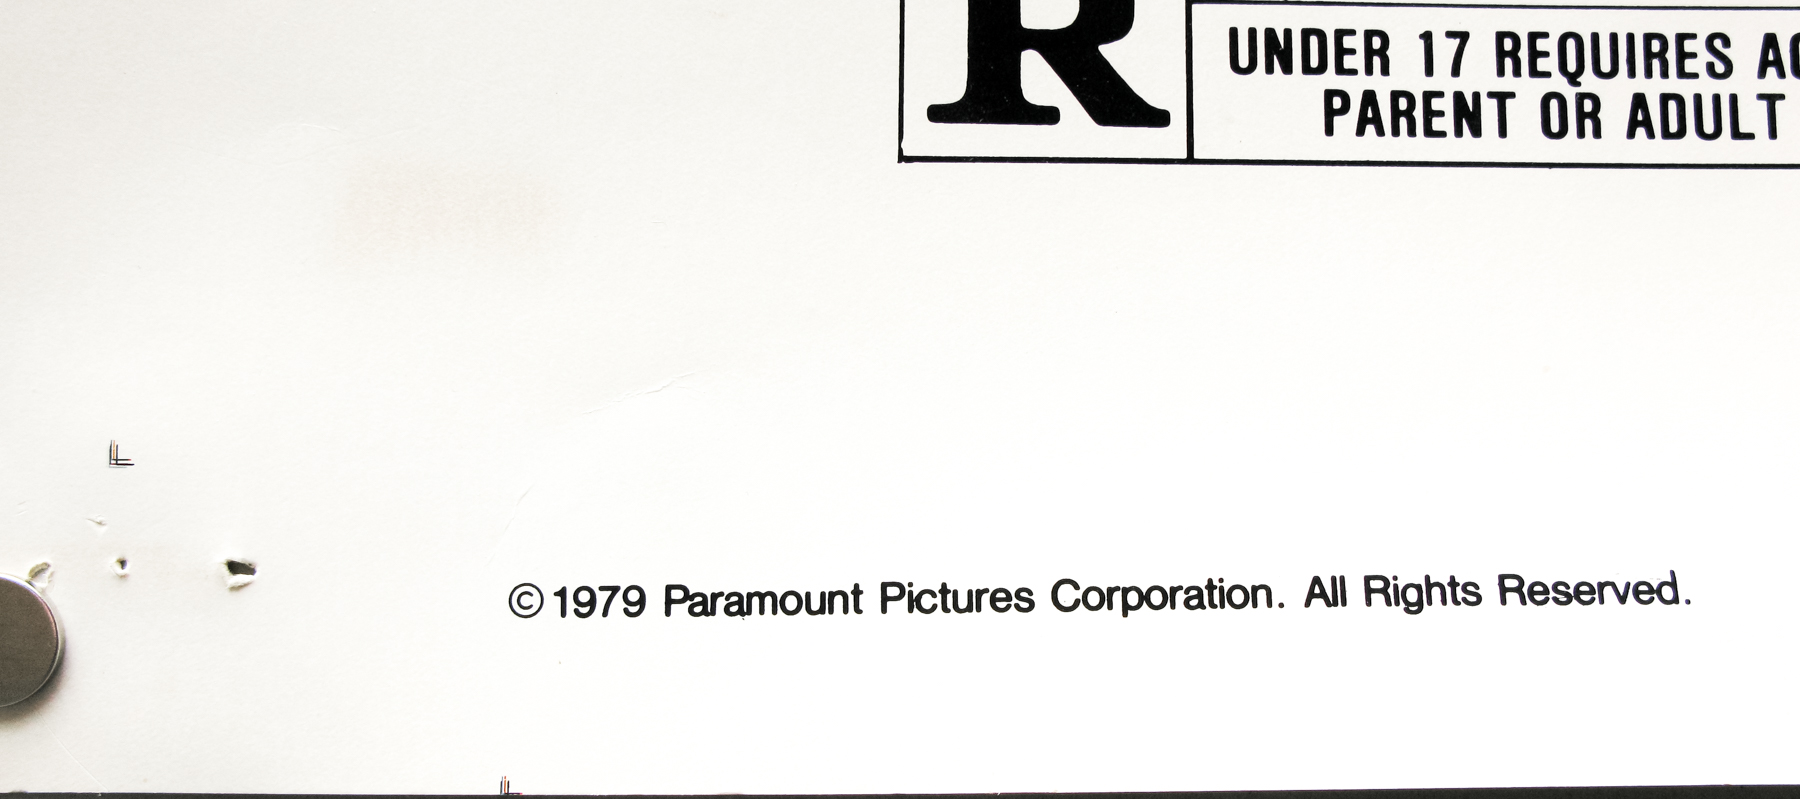 R
UNDER 17 REQUIRES
PARENT OR ADULT
©1979 Paramount Pictures Corporation. All Rights Reserved.